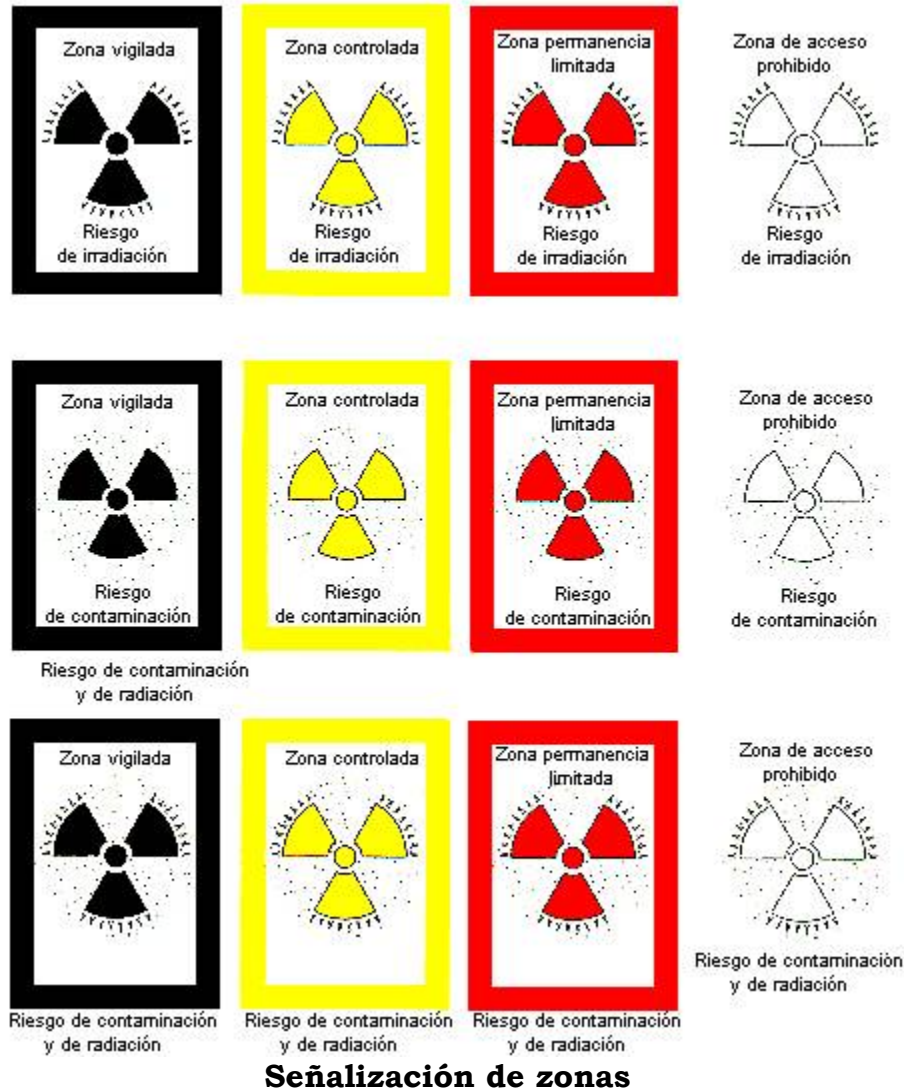 Zona vigilada
Riesgo
de irradiación
Zona controlada
Riesgo
de irradiación
Zona permanencia
limitada
Riesgo
de irradiación
Zona de acceso
prohibido
Riesgo
de irradiación
Zona vigilada
Riesgo
de contaminación
Zona controlada
Riesgo
de contaminación
Zona permanencia
limitada
Riesgo
de contaminación
Zona de acceso
prohibido
Riesgo
de contaminación
Riesgo de contaminación
y de radiación
Zona vigilada
Riesgo de contaminación
y de radiación
Zona controlada
Riesgo de contaminación
y de radiación
Zona permanencia
limitada
Riesgo de contaminación
y de radiación
Zona de acceso
prohibido
Riesgo de contaminación
y de radiación
Señalización de zonas